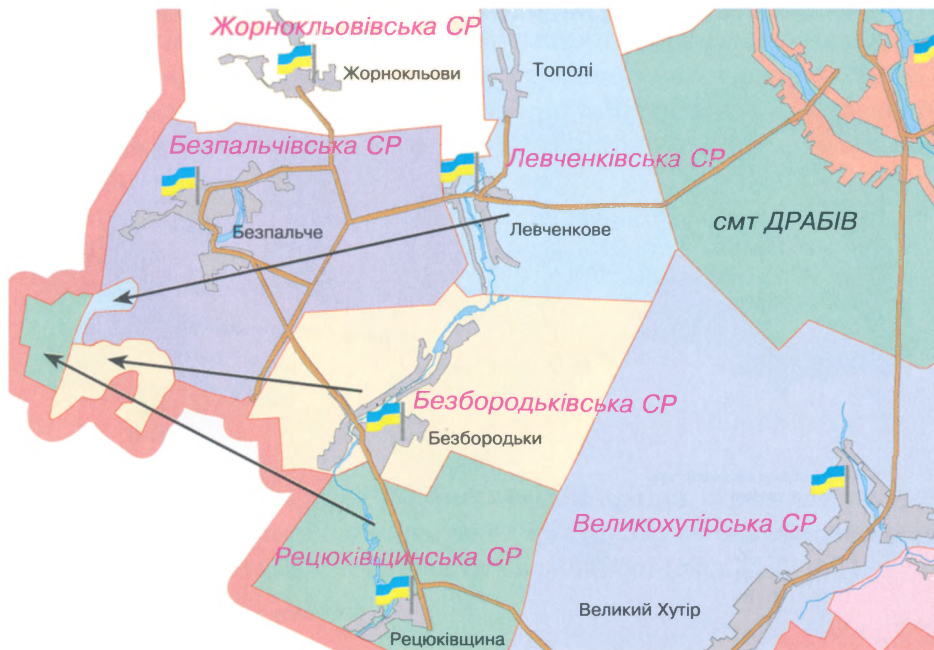 Жорнокльовівська СР
Жорнокльови
Тополі
Безпальчівська СР
Левченківська СР
Безпальче
Левченкове
смт ДРАБІВ
Безбородьківська СР
Безбородьки
Великохутірська СР
Рецюківщинська СР
Великий Хутір
Рецюківщина